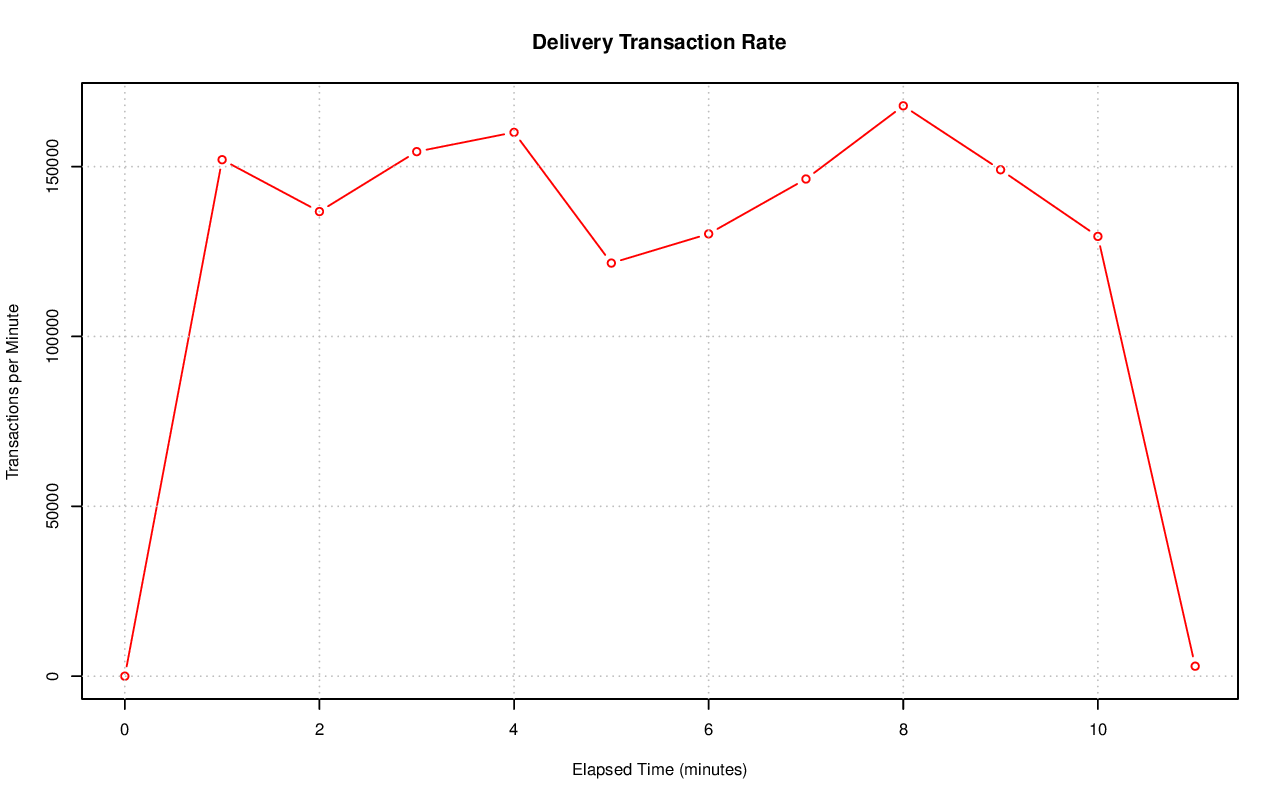 Delivery Transaction Rate
Transactions per Minute
150000
100000
50000
0
0 2 4 6 8 10
Elapsed Time (minutes)